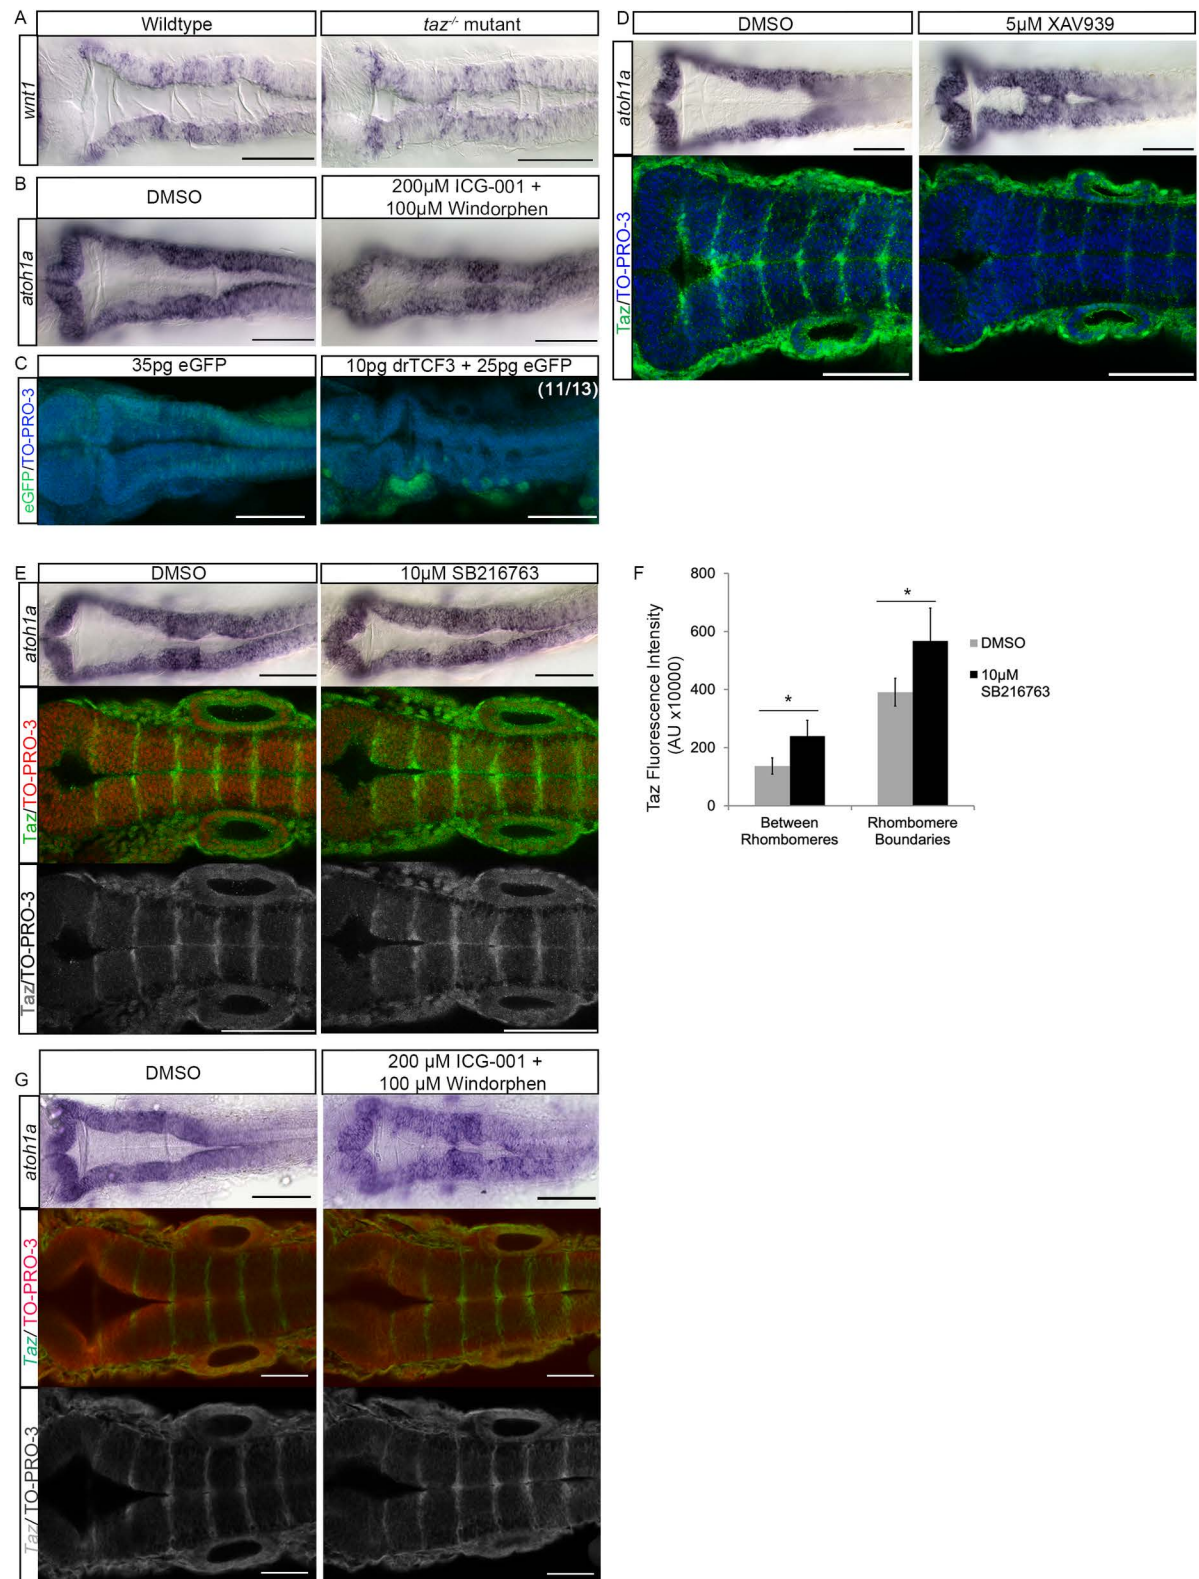 A
Wildtype
taz-/- mutant
wnt1
B
DMSO
200µM ICG-001 +
100µM Windorphen
atoh1a
C
35pg eGFP
10pg drTCF3 + 25pg eGFP
(11/13)
eGFP/TO-PRO-3
D
DMSO
5µM XAV939
atoh1a
Taz/TO-PRO-3
E
DMSO
10µM SB216763
atoh1a
Taz/TO-PRO-3
Taz/TO-PRO-3
F
Taz Fluorescence Intensity
(AU x10000)
800
600
400
200
0
*
*
Between
Rhombomeres
Rhombomere
Boundaries
DMSO
10µM
SB216763
G
DMSO
200 µM ICG-001 +
100 µM Windorphen
atoh1a
Taz/ TO-PRO-3
Taz/ TO-PRO-3